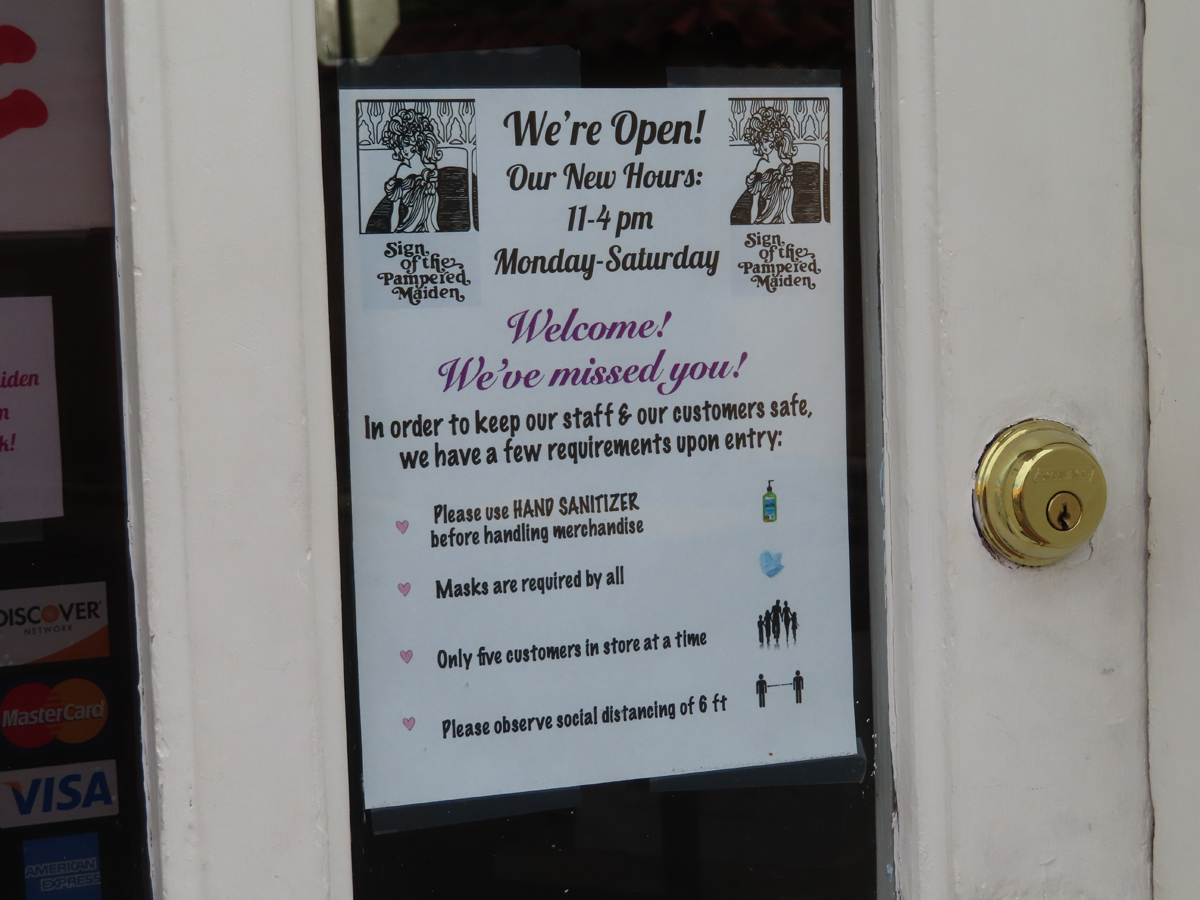 We're Open!
Our New Hours:
11-4 pm
Monday-Saturday
Sign
of the
Pampered
Maiden
Sign
of the
Pampered
Maiden
Welcome!
We've missed you!
In order to keep our staff & our customers safe,
we have a few requirements upon entry:
Please use HAND SANITIZER
before handling merchandise
Masks are required by all
Only five customers in store at a time
Please observe social distancing of 6 ft
iden
n
k!
DISCOVER
NETWORK
MasterCard
VISA
AMERICAN
EXPRESS